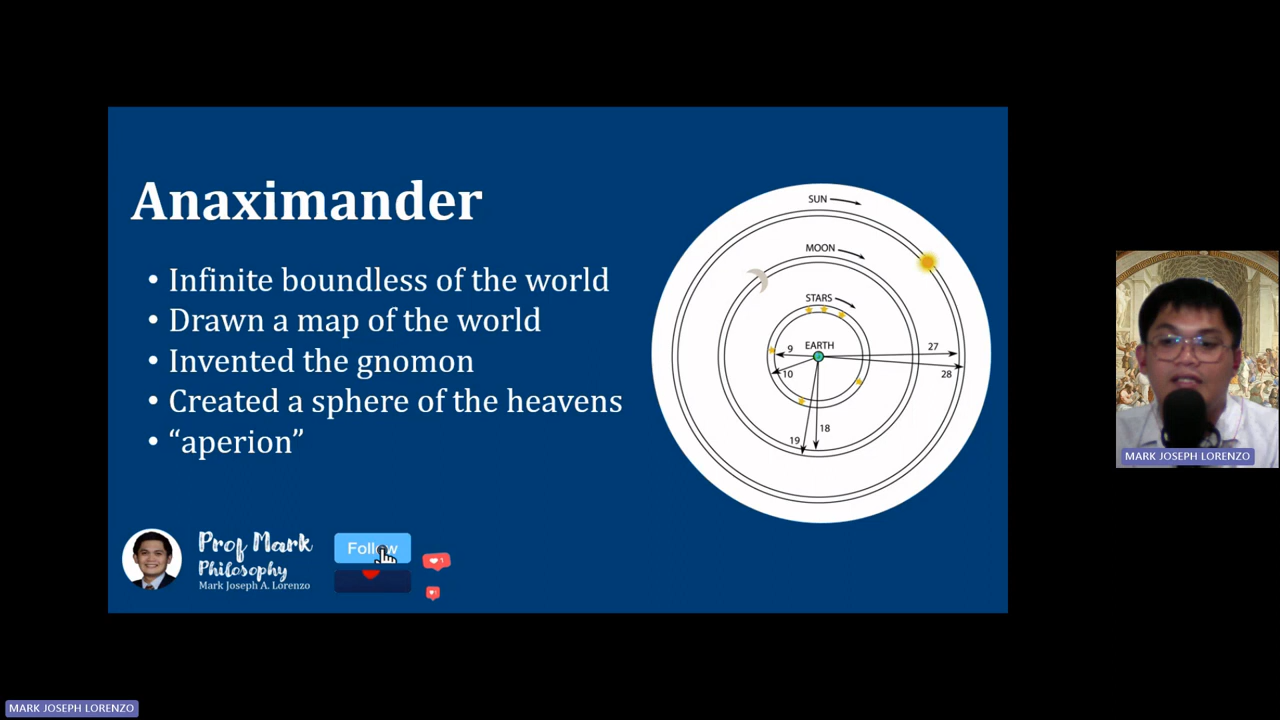 Anaximander
• Infinite boundless of the world
• Drawn a map of the world
• Invented the gnomon
• Created a sphere of the heavens
• “aperion”
SUN
MOON
STARS
EARTH
9
10
27
28
18
19
Prof Mark
Philosophy
Mark Joseph A. Lorenzo
Follow
1
MARK JOSEPH LORENZO
MARK JOSEPH LORENZO